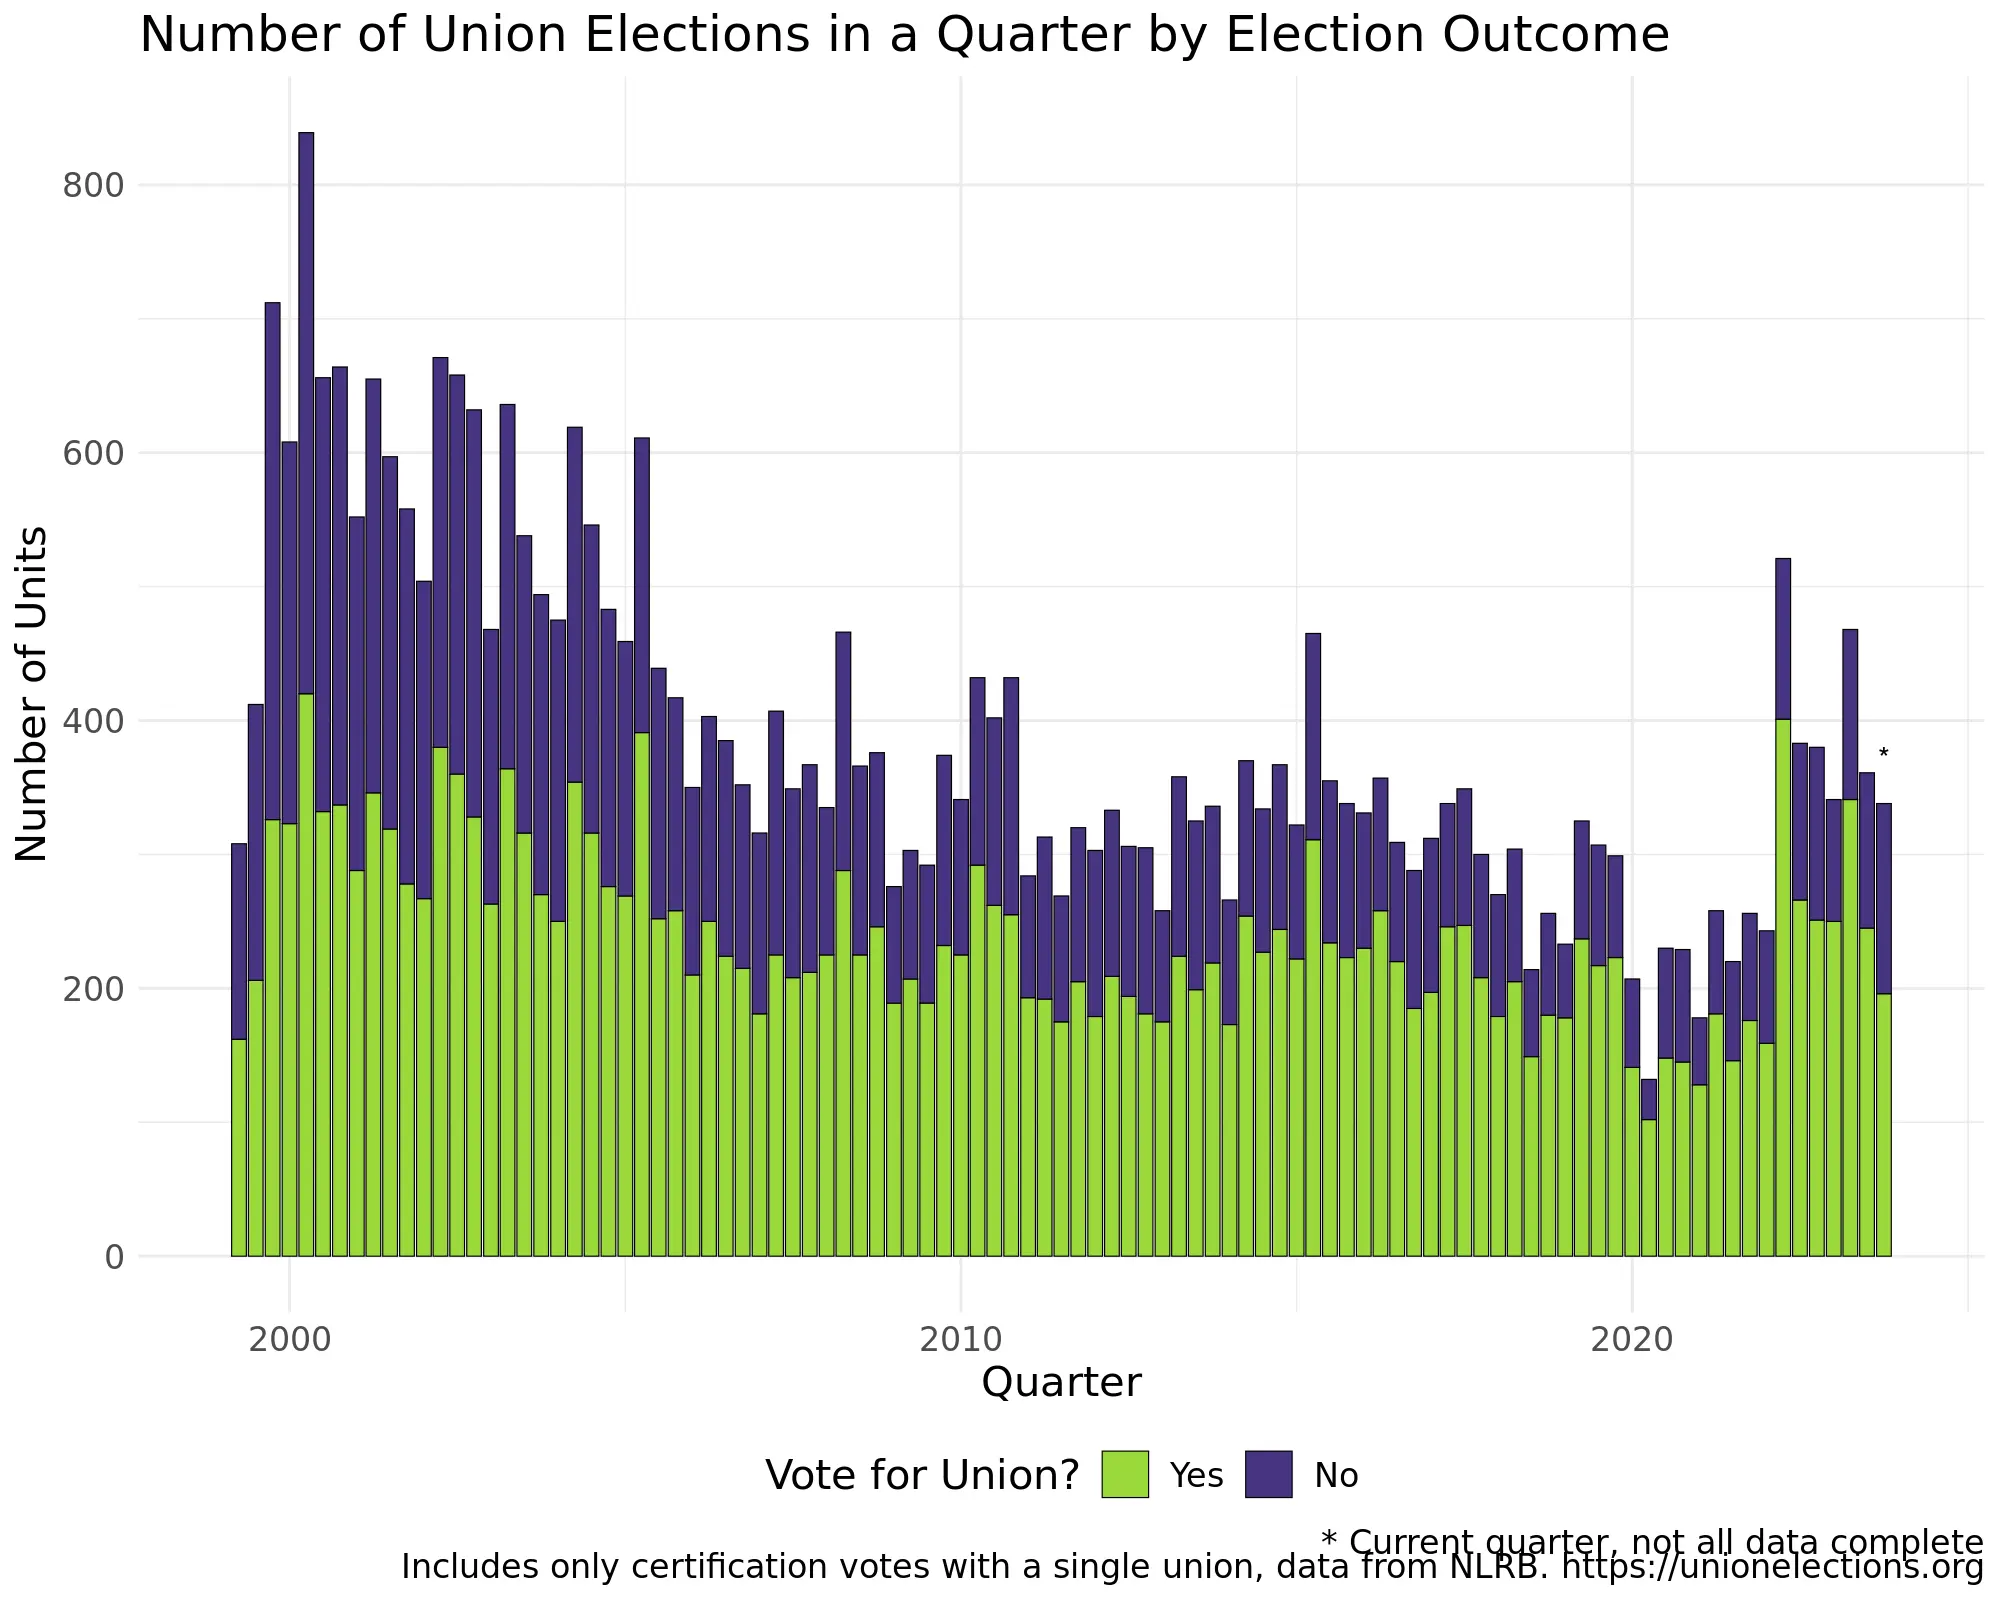 Number of Union Elections in a Quarter by Election Outcome
Number of Units
800
600
400
200
0
*
2000 2010 2020
Quarter
Vote for Union? Yes No
* Current quarter, not all data complete
Includes only certification votes with a single union, data from NLRB. https://unionelections.org